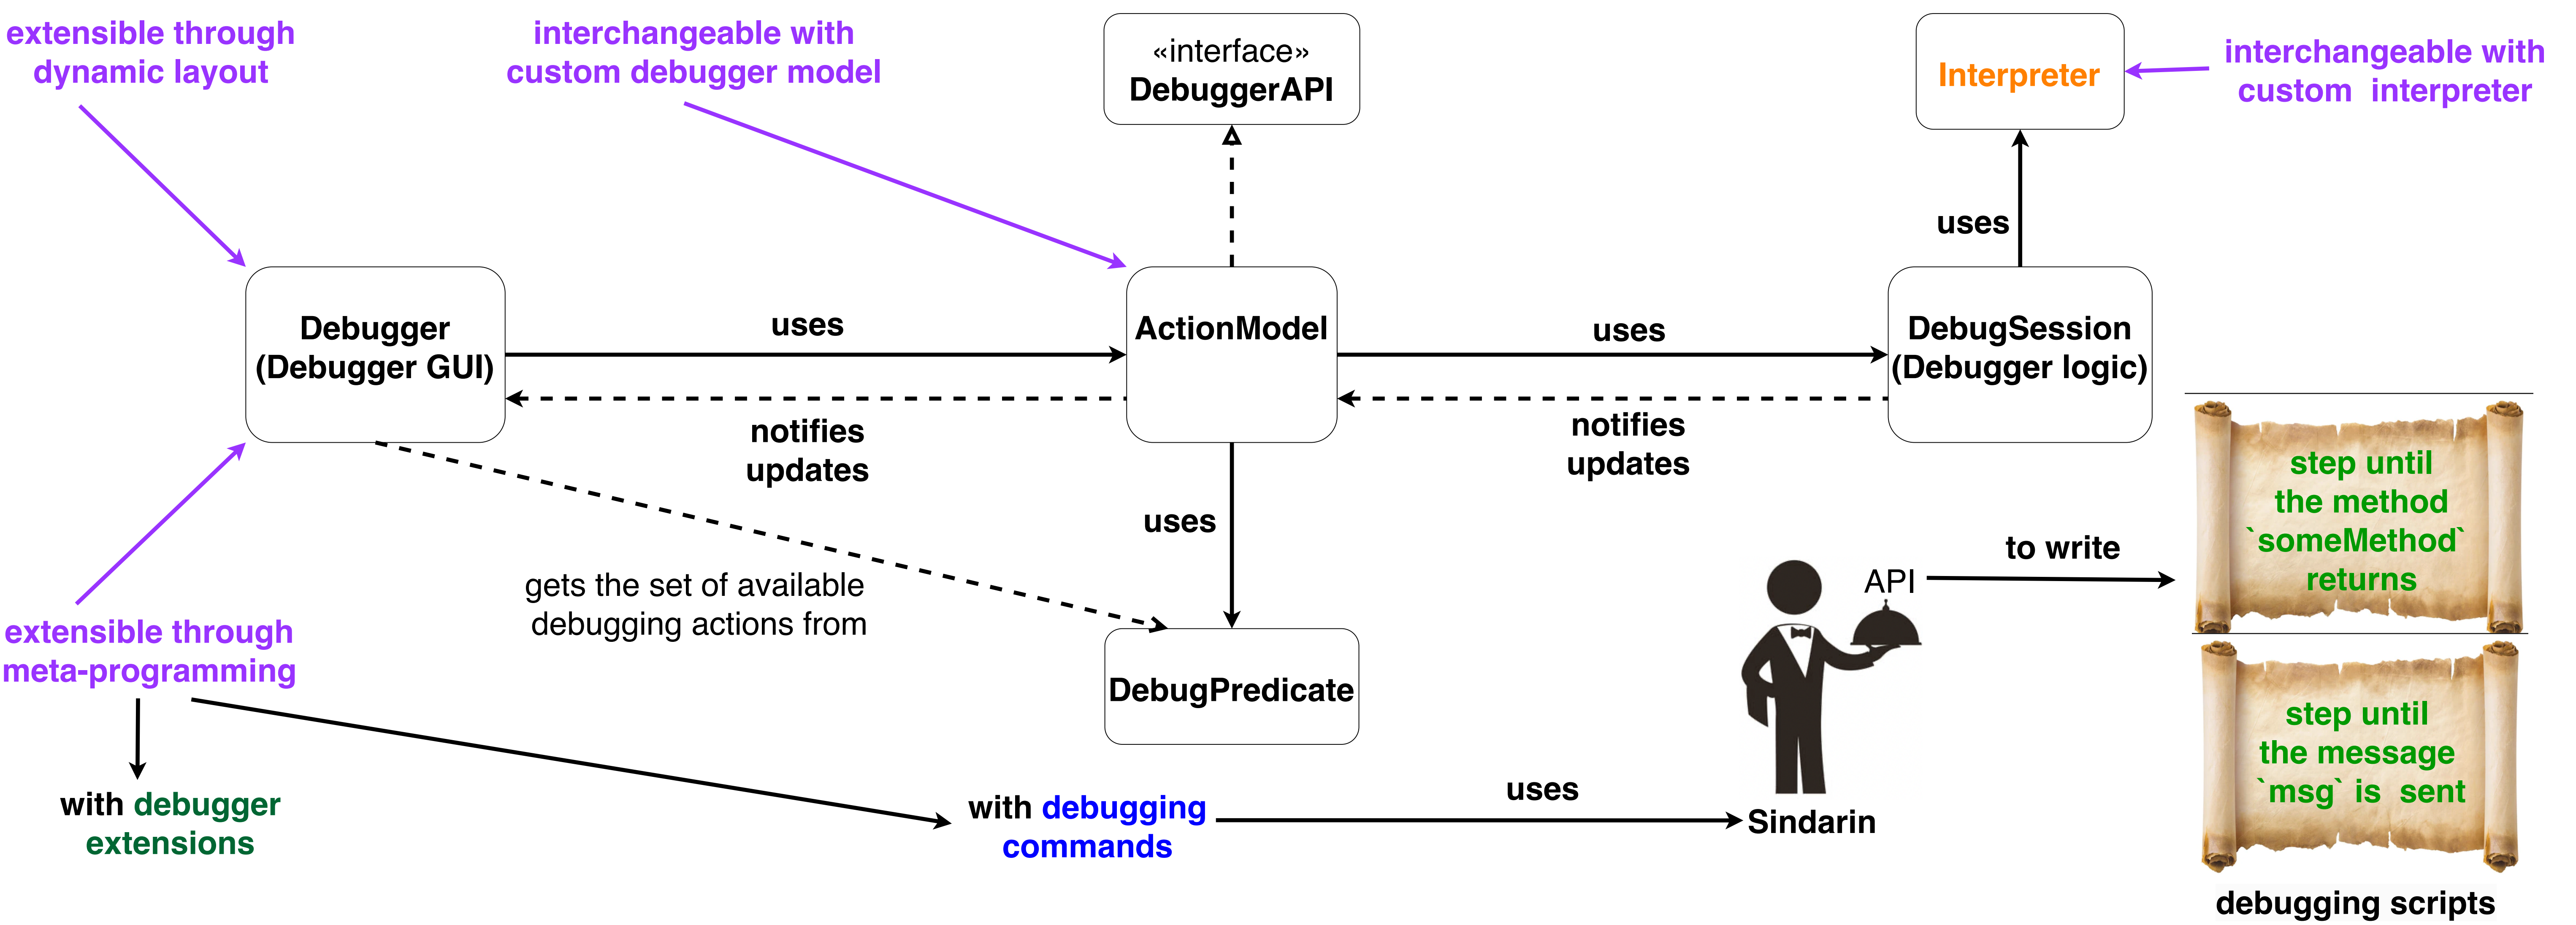 extensible through
dynamic layout
interchangeable with
custom debugger model
«interface»
DebuggerAPI
Interpreter
interchangeable with
custom interpreter
uses
Debugger
(Debugger GUI)
uses
ActionModel
uses
DebugSession
(Debugger logic)
notifies
updates
notifies
updates
uses
gets the set of available
debugging actions from
DebugPredicate
extensible through
meta-programming
with debugger
extensions
with debugging
commands
uses
Sindarin
API
to write
step until
the method
`someMethod`
returns
step until
the message
`msg` is sent
debugging scripts